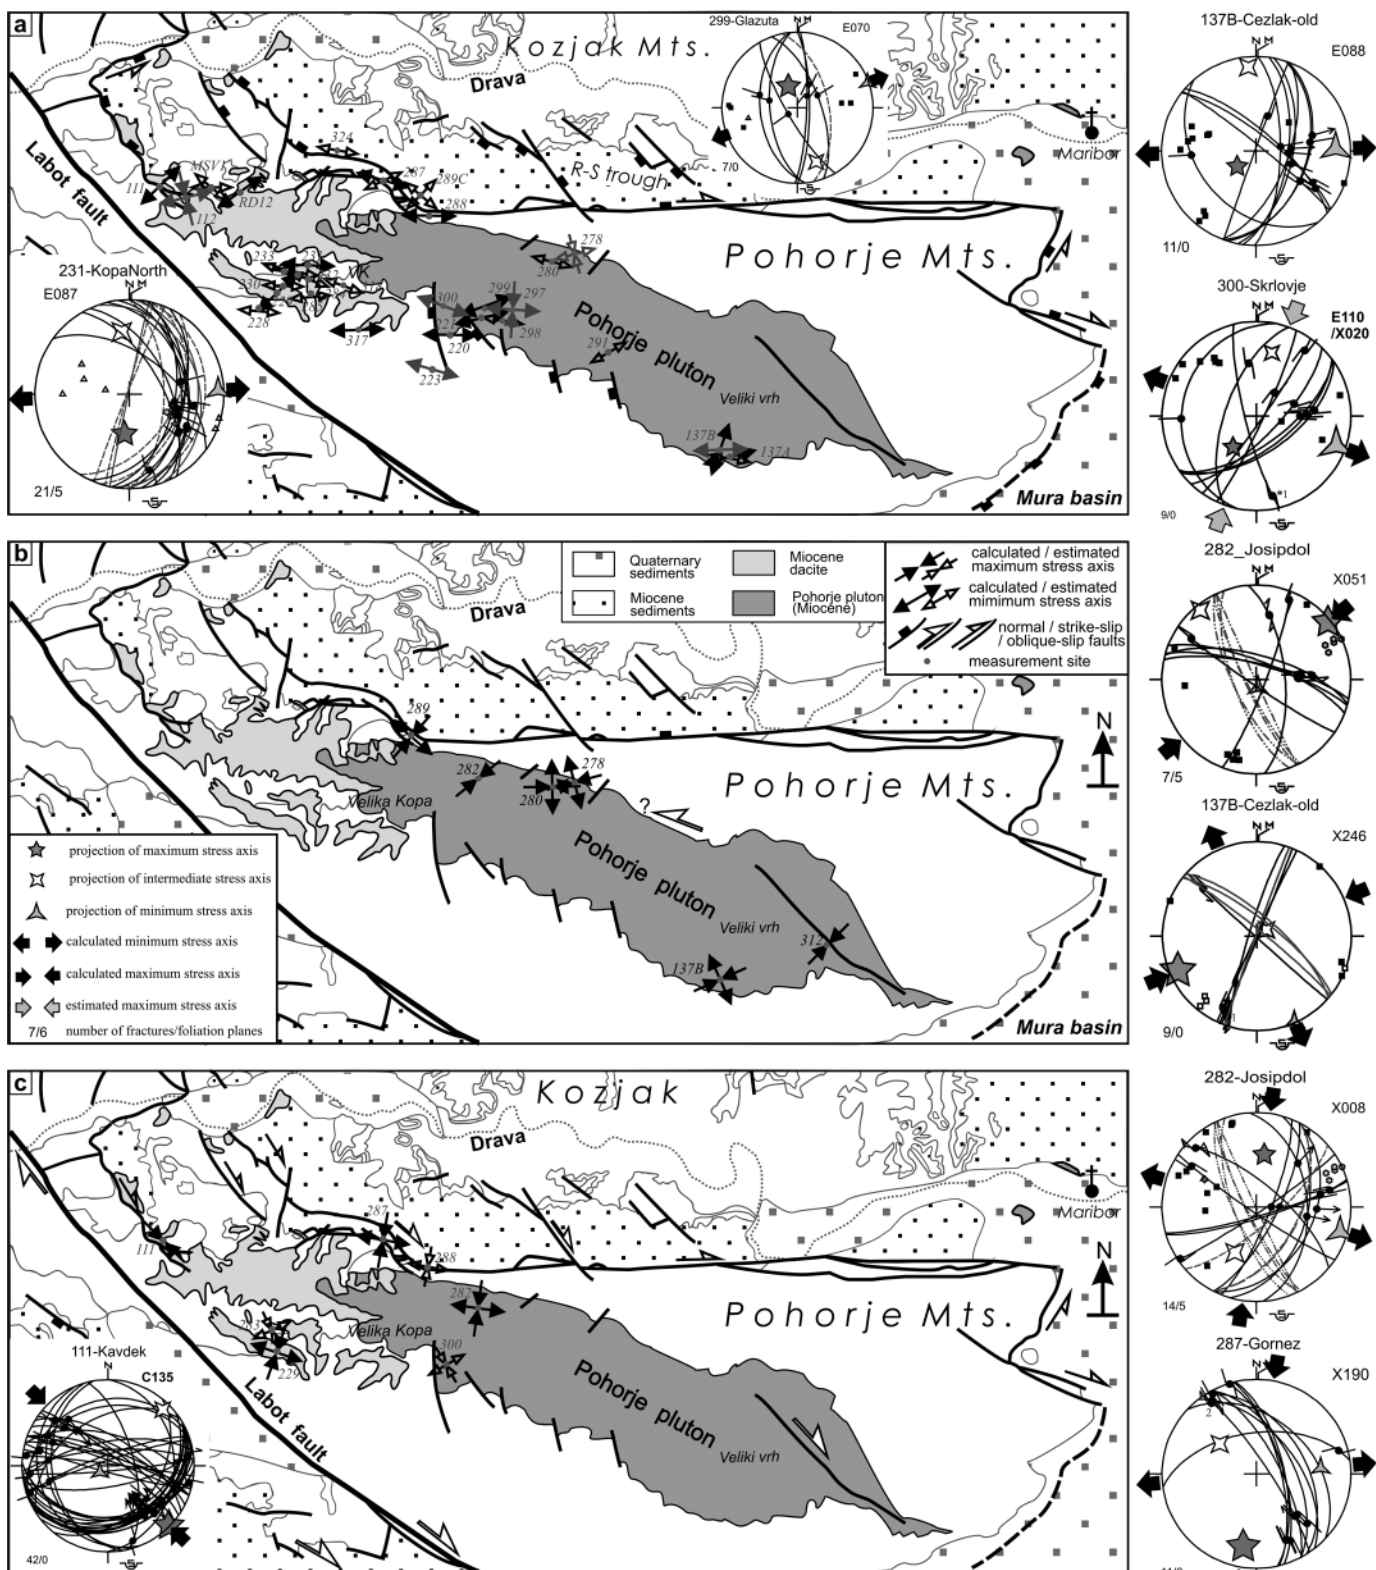 a
Kozjak Mts.
Drava
299-Glazuta
N M
E070
7/0
S
Maribor
Labot fault
R-S trough
Pohorje Mts.
Pohorje pluton
Veliki vrh
Mura basin
324
MSV1
111
112
RD12
287
289C
288
278
280
233
230
228
317
300
299
297
298
221
220
223
291
137B
137A
231-KopaNorth
E087
N M
21/5
S
137B-Cezlak-old
N M
E088
11/0
S
300-Skrlovje
E110
/X020
*1
9/0
S
b
Drava
Quaternary
sediments
Miocene
sediments
Miocene
dacite
Pohorje pluton
(Miocene)
calculated / estimated
maximum stress axis
calculated / estimated
mimimum stress axis
normal / strike-slip
/ oblique-slip faults
measurement site
N
289
282
280
278
?
312
137B
Velika Kopa
Pohorje Mts.
Pohorje pluton
Veliki vrh
Mura basin
projection of maximum stress axis
projection of intermediate stress axis
projection of minimum stress axis
calculated minimum stress axis
calculated maximum stress axis
estimated maximum stress axis
7/6 number of fractures/foliation planes
282_Josipdol
N M
X051
7/5
S
137B-Cezlak-old
N M
X246
1
9/0
S
c
Kozjak
Drava
Maribor
N
111
287
288
282
300
229
Velika Kopa
Pohorje Mts.
Pohorje pluton
Veliki vrh
Labot fault
111-Kavdek
N
C135
42/0
S
282-Josipdol
N M
X008
14/5
S
287-Gornez
N M
X190
2